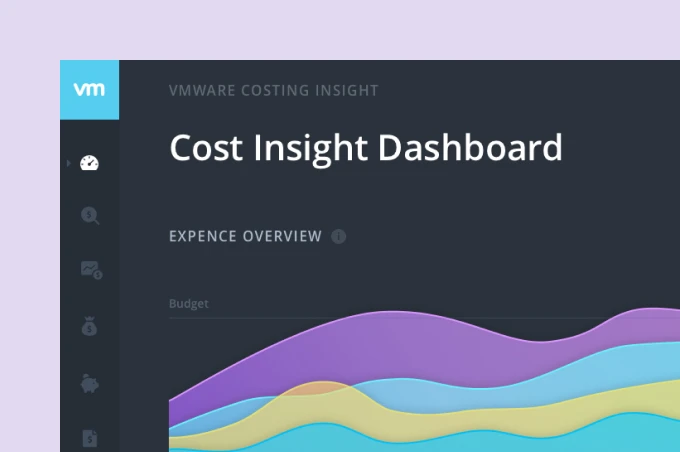 vm
VMWARE COSTING INSIGHT
Cost Insight Dashboard
EXPENCE OVERVIEW
Budget